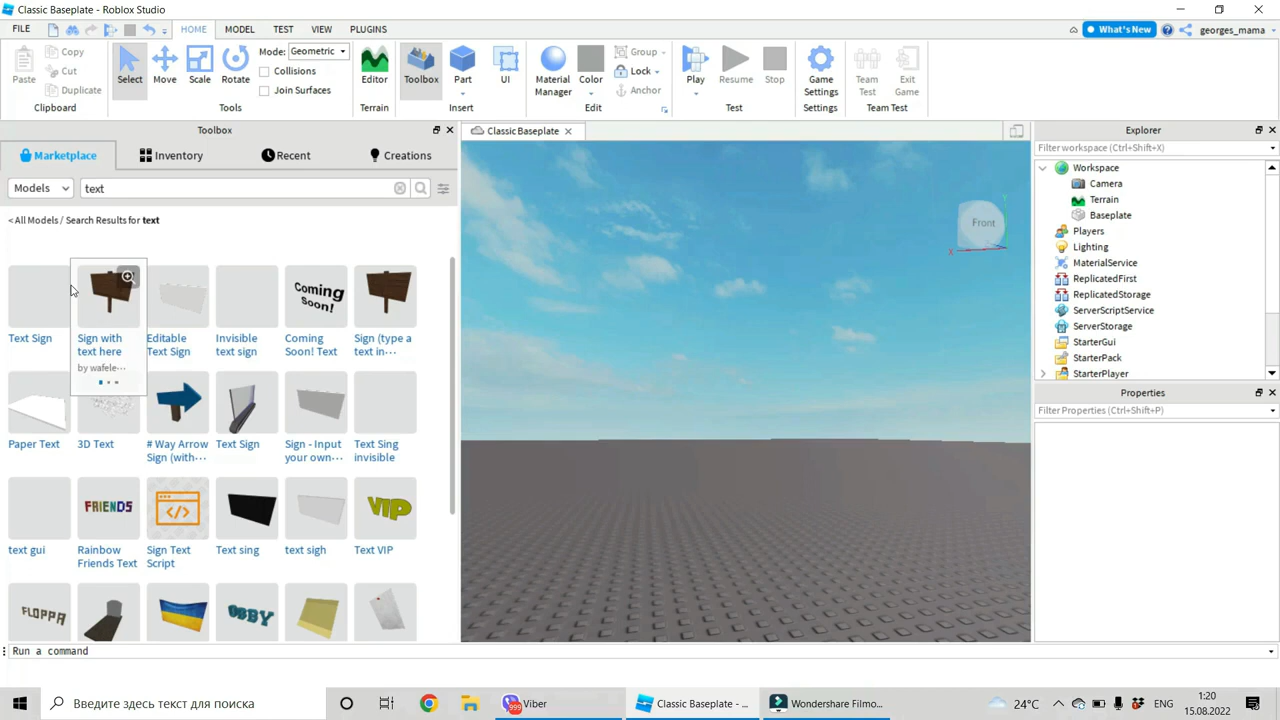 Classic Baseplate - Roblox Studio
FILE HOME MODEL TEST VIEW PLUGINS What's New georges_mama
Paste Copy Cut Duplicate Clipboard
Select Move Scale Rotate Mode: Geometric Collisions Join Surfaces Tools
Editor Terrain
Toolbox Part UI Insert
Material Manager Color Group Lock Anchor Edit
Play Resume Stop Test
Game Settings Settings
Team Test Exit Game Team Test
Toolbox
Marketplace Inventory Recent Creations
Models text
< All Models / Search Results for text
Coming Soon!
Text Sign
Sign with text here
by wafele···
Editable Text Sign
Invisible text sign
Coming Soon! Text
Sign (type a text in···
Paper Text
3D Text
# Way Arrow Sign (with···
Text Sign
Sign - Input your own···
Text Sing invisible
FRIENDS
VIP
text gui
Rainbow Friends Text
Sign Text Script
Text sing
text sigh
Text VIP
FLOPPA
OBBY
Classic Baseplate
Front
X
Y
Explorer
Filter workspace (Ctrl+Shift+X)
Workspace
Camera
Terrain
Baseplate
Players
Lighting
MaterialService
ReplicatedFirst
ReplicatedStorage
ServerScriptService
ServerStorage
StarterGui
StarterPack
StarterPlayer
Properties
Filter Properties (Ctrl+Shift+P)
Run a command
Введите здесь текст для поиска
999
Viber
Classic Baseplate - ...
Wondershare Filmo...
24°C
ENG
1:20
15.08.2022